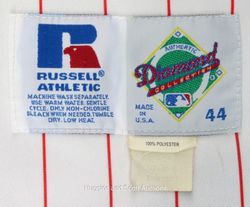 R
RUSSELL®
ATHLETIC
MACHINE WASH SEPARATELY.
USE WARM WATER. GENTLE
CYCLE. ONLY NON-CHLORINE
BLEACH WHEN NEEDED. TUMBLE
DRY. LOW HEAT.
AUTHENTIC
Diamond
COLLECTION
MADE
IN
U.S.A.
44
100% POLYESTER
Auctions